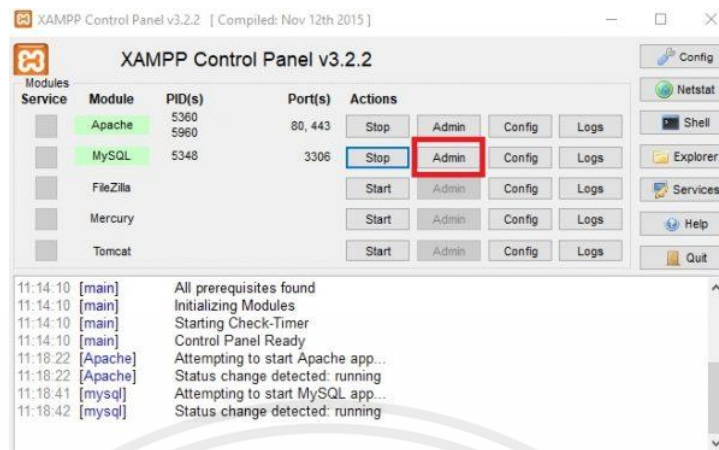 XAMPP Control Panel v3.2.2 [ Compiled: Nov 12th 2015 ]
XAMPP Control Panel v3.2.2
Config
Modules
Service Module PID(s) Port(s) Actions
Netstat
Apache 5360 5960 80, 443 Stop Admin Config Logs
Shell
MySQL 5348 3306 Stop Admin Config Logs
Explorer
FileZilla Start Admin Config Logs
Services
Mercury Start Admin Config Logs
Help
Tomcat Start Admin Config Logs
Quit
11:14:10 [main] All prerequisites found
11:14:10 [main] Initializing Modules
11:14:10 [main] Starting Check-Timer
11:14:10 [main] Control Panel Ready
11:18:22 [Apache] Attempting to start Apache app...
11:18:22 [Apache] Status change detected: running
11:18:41 [mysql] Attempting to start MySQL app...
11:18:42 [mysql] Status change detected: running